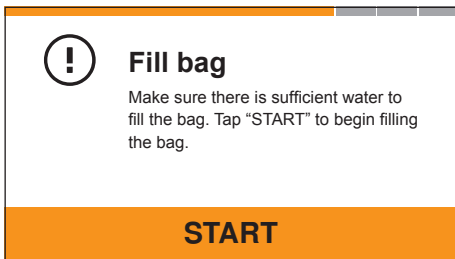 Fill bag
Make sure there is sufficient water to
fill the bag. Tap “START” to begin filling
the bag.
START